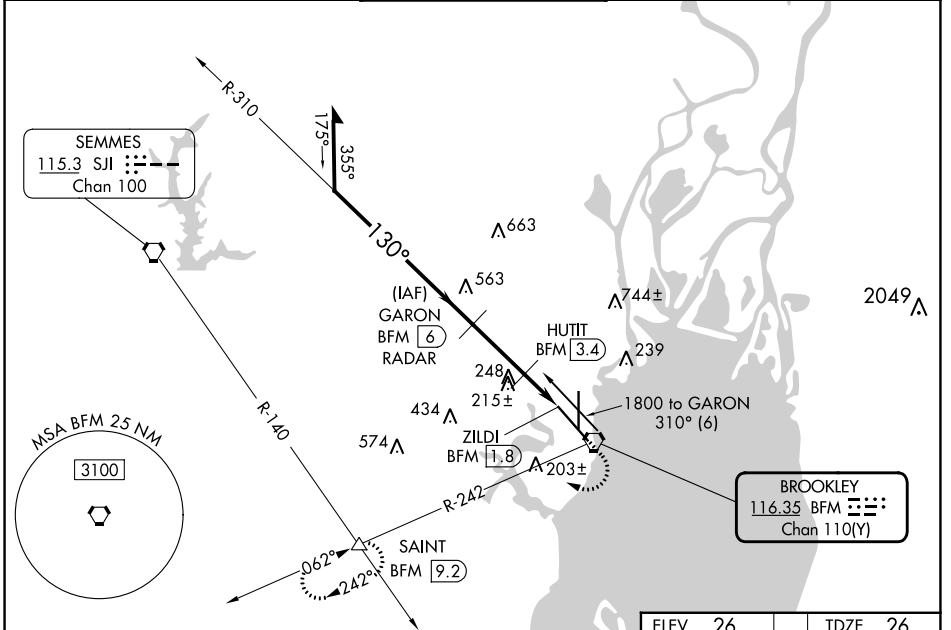 R-310
175°
355°
SEMMES
115.3 SJI
Chan 100
130°
663
563
(IAF)
GARON
BFM 6
RADAR
744±
2049
HUTIT
BFM 3.4
239
248
215±
1800 to GARON
310° (6)
434
574
R-140
ZILDI
BFM 1.8
203±
MSA BFM 25 NM
3100
R-242
BROOKLEY
116.35 BFM
Chan 110(Y)
SAINT
BFM 9.2
062°
242°
ELEV 26
TDZE 26